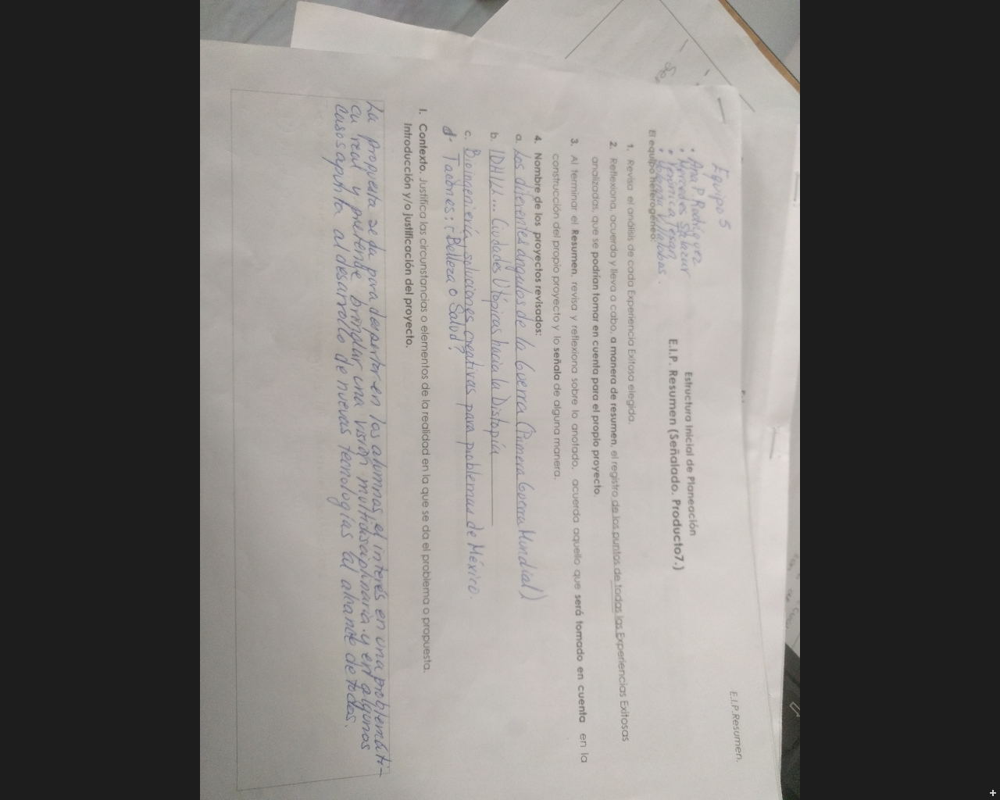 E.I.P.Resumen.
Equipo 5
• Ana P. Rodríguez
• Mercedes Salazar
• Verónica
• Villalobos.
Estructura Inicial de Planeación
E.I.P. Resumen (Señalado. Producto7.)
El equipo heterogéneo:
1. Revisa el análisis de cada Experiencia Exitosa elegida.
2. Reflexiona, acuerda y lleva a cabo, a manera de resumen, el registro de los puntos de todas las Experiencias Exitosas
analizadas, que se podrían tomar en cuenta para el propio proyecto.
3. Al terminar el Resumen, revisa y reflexiona sobre lo anotado, acuerda aquello que será tomado en cuenta en la
construcción del propio proyecto y lo señala de alguna manera.
4. Nombre de los proyectos revisados:
a. Los diferentes ángulos de la Guerra (Primera Guerra Mundial)
b. ... Ciudades Utópicas hacia la Distopía
c. Bioingeniería, soluciones creativas para problemas de México.
d- Tacones: ¿Belleza o Salud?
I. Contexto. Justifica las circunstancias o elementos de la realidad en la que se da el problema o propuesta.
Introducción y/o justificación del proyecto.
La propuesta se da para despertar en los alumnos, el interés en una problemáti-
ca real y pretende brindar una visión multidisciplinaria y en algunos
casos apunta al desarrollo de nuevas tecnologías al alcance de todos.